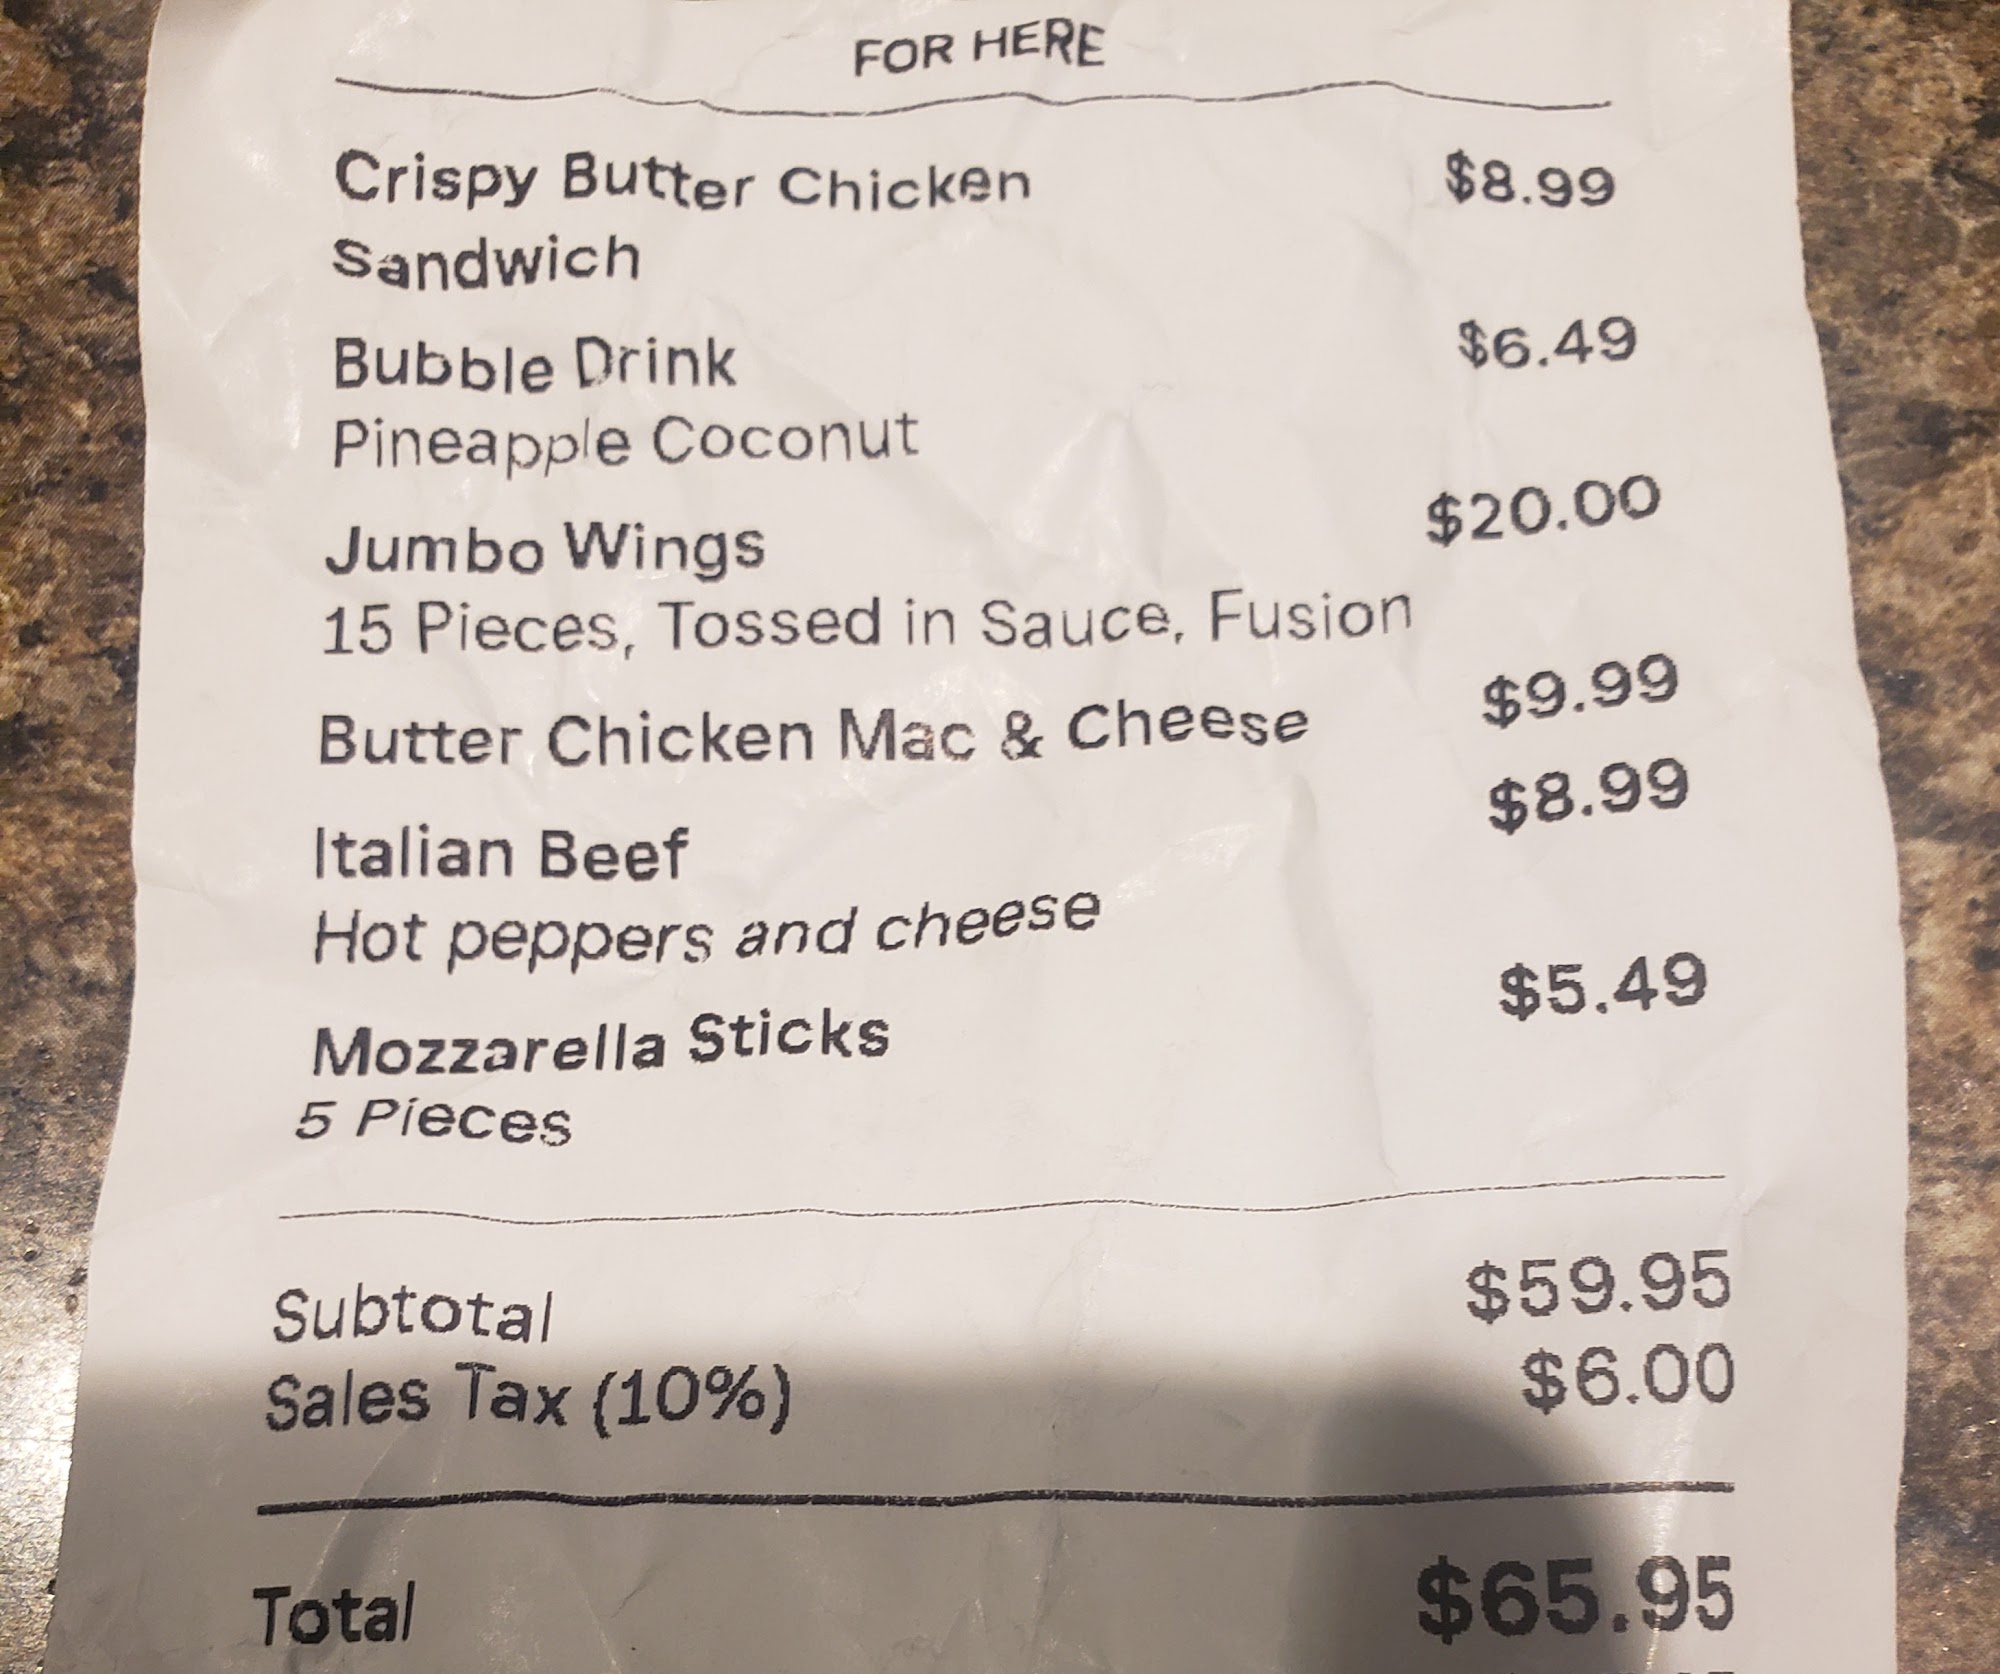 FOR HERE
Crispy Butter Chicken $8.99
Sandwich
Bubble Drink $6.49
Pineapple Coconut
Jumbo Wings $20.00
15 Pieces, Tossed in Sauce, Fusion
Butter Chicken Mac & Cheese $9.99
Italian Beef $8.99
Hot peppers and cheese
Mozzarella Sticks $5.49
5 Pieces
Subtotal $59.95
Sales Tax (10%) $6.00
Total $65.95